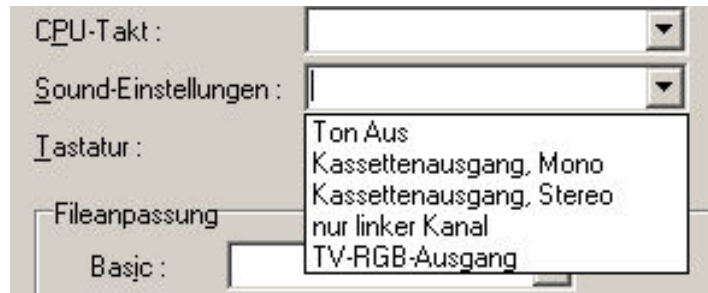 CPU-Takt :
Sound-Einstellungen :
Tastatur :
Ton Aus
Kassettenausgang, Mono
Kassettenausgang, Stereo
nur linker Kanal
TV-RGB-Ausgang
Fileanpassung
Basic :